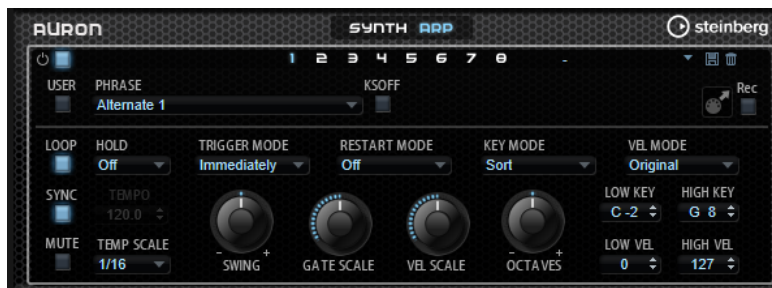 AURON SYNTH ARP steinberg
1 2 3 4 5 6 7 8 -
USER PHRASE KSOFF
Alternate 1 Rec
LOOP HOLD TRIGGER MODE RESTART MODE KEY MODE VEL MODE
Off Immediately Off Sort Original
SYNC TEMPO LOW KEY HIGH KEY
120.0 C -2 G 8
MUTE TEMP SCALE LOW VEL HIGH VEL
1/16 - + SWING GATE SCALE VEL SCALE - + OCTAVES 0 127